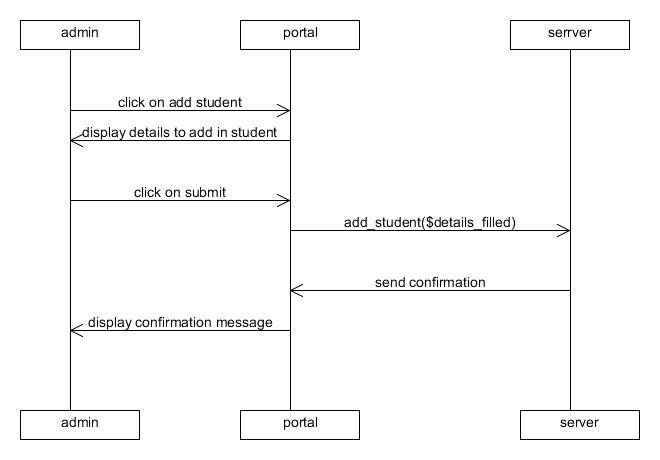 admin portal serrver
click on add student
display details to add in student
click on submit
add_student($details_filled)
send confirmation
display confirmation message
admin portal server